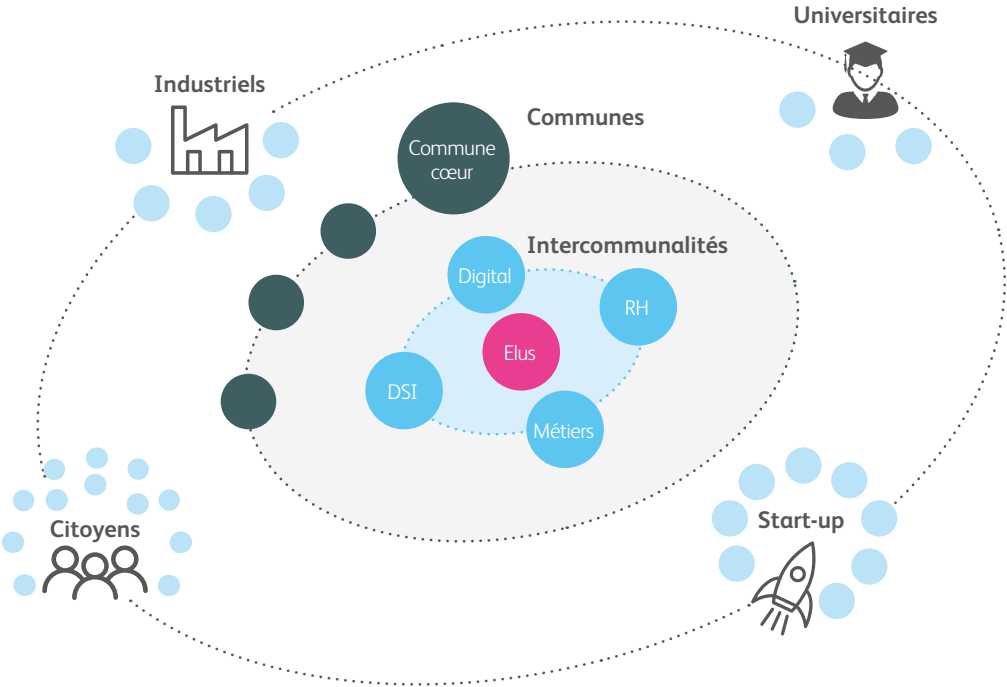 Universitaires
Industriels
Communes
Commune
cœur
Intercommunalités
Digital
RH
Elus
DSI
Métiers
Citoyens
Start-up